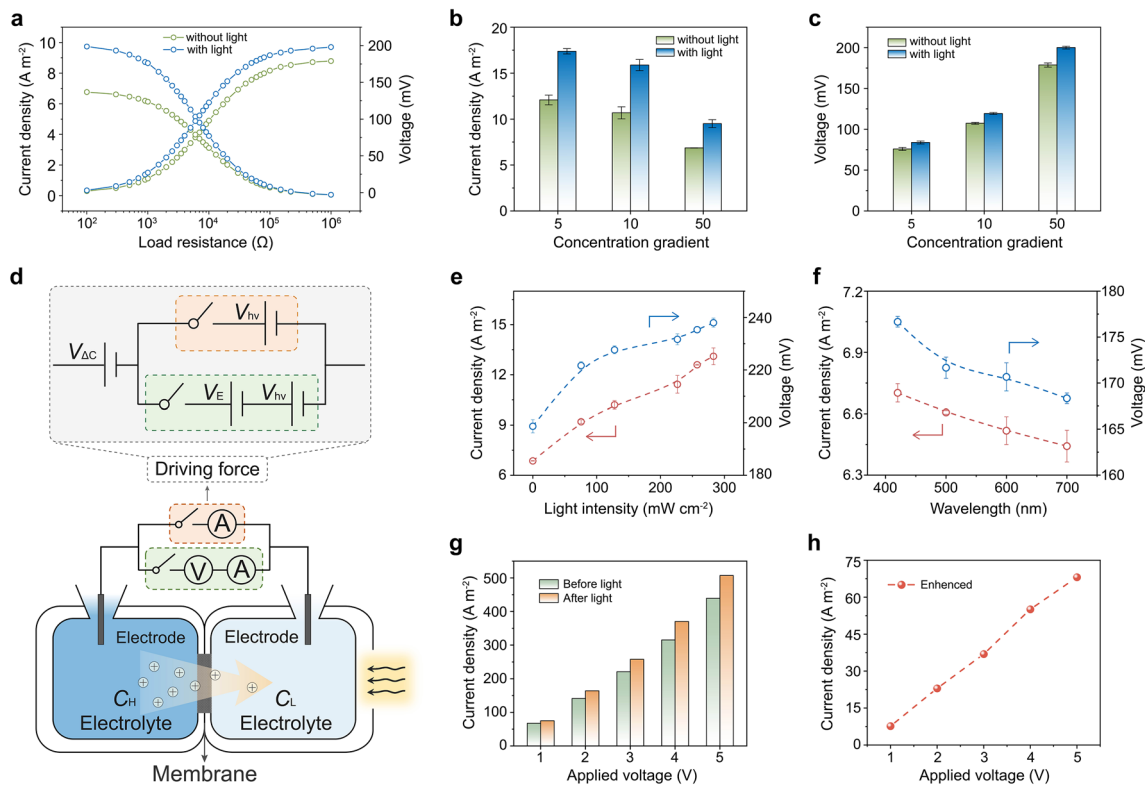 a
without light
with light
Current density (A m⁻²)
10
8
6
4
2
0
200
150
100
50
0
Voltage (mV)
10² 10³ 10⁴ 10⁵ 10⁶
Load resistance (Ω)
b
without light
with light
Current density (A m⁻²)
20
15
10
5
0
5 10 50
Concentration gradient
c
without light
with light
Voltage (mV)
200
150
100
50
0
5 10 50
Concentration gradient
d
V_ΔC
V_hv
V_E V_hv
Driving force
A
V A
Electrode Electrode
C_H C_L
Electrolyte Electrolyte
Membrane
e
Current density (A m⁻²)
15
12
9
6
240
220
200
180
Voltage (mV)
0 100 200 300
Light intensity (mW cm⁻²)
f
Current density (A m⁻²)
7.2
6.9
6.6
6.3
180
175
170
165
160
Voltage (mV)
400 500 600 700
Wavelength (nm)
g
Before light
After light
Current density (A m⁻²)
500
400
300
200
100
0
1 2 3 4 5
Applied voltage (V)
h
Enhanced
Current density (A m⁻²)
75
60
45
30
15
0
1 2 3 4 5
Applied voltage (V)